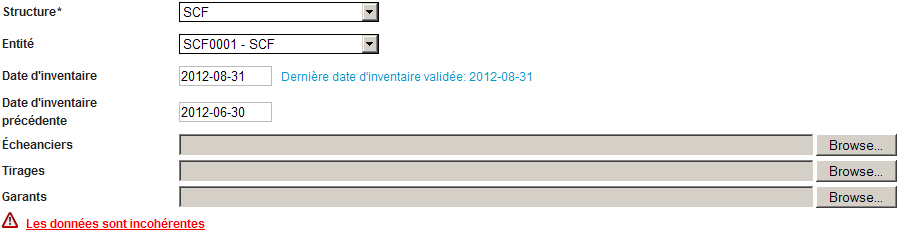 Structure* SCF
Entité SCF0001 - SCF
Date d'inventaire 2012-08-31 Dernière date d'inventaire validée: 2012-08-31
Date d'inventaire
précédente 2012-06-30
Écheanciers Browse...
Tirages Browse...
Garants Browse...
Les données sont incohérentes